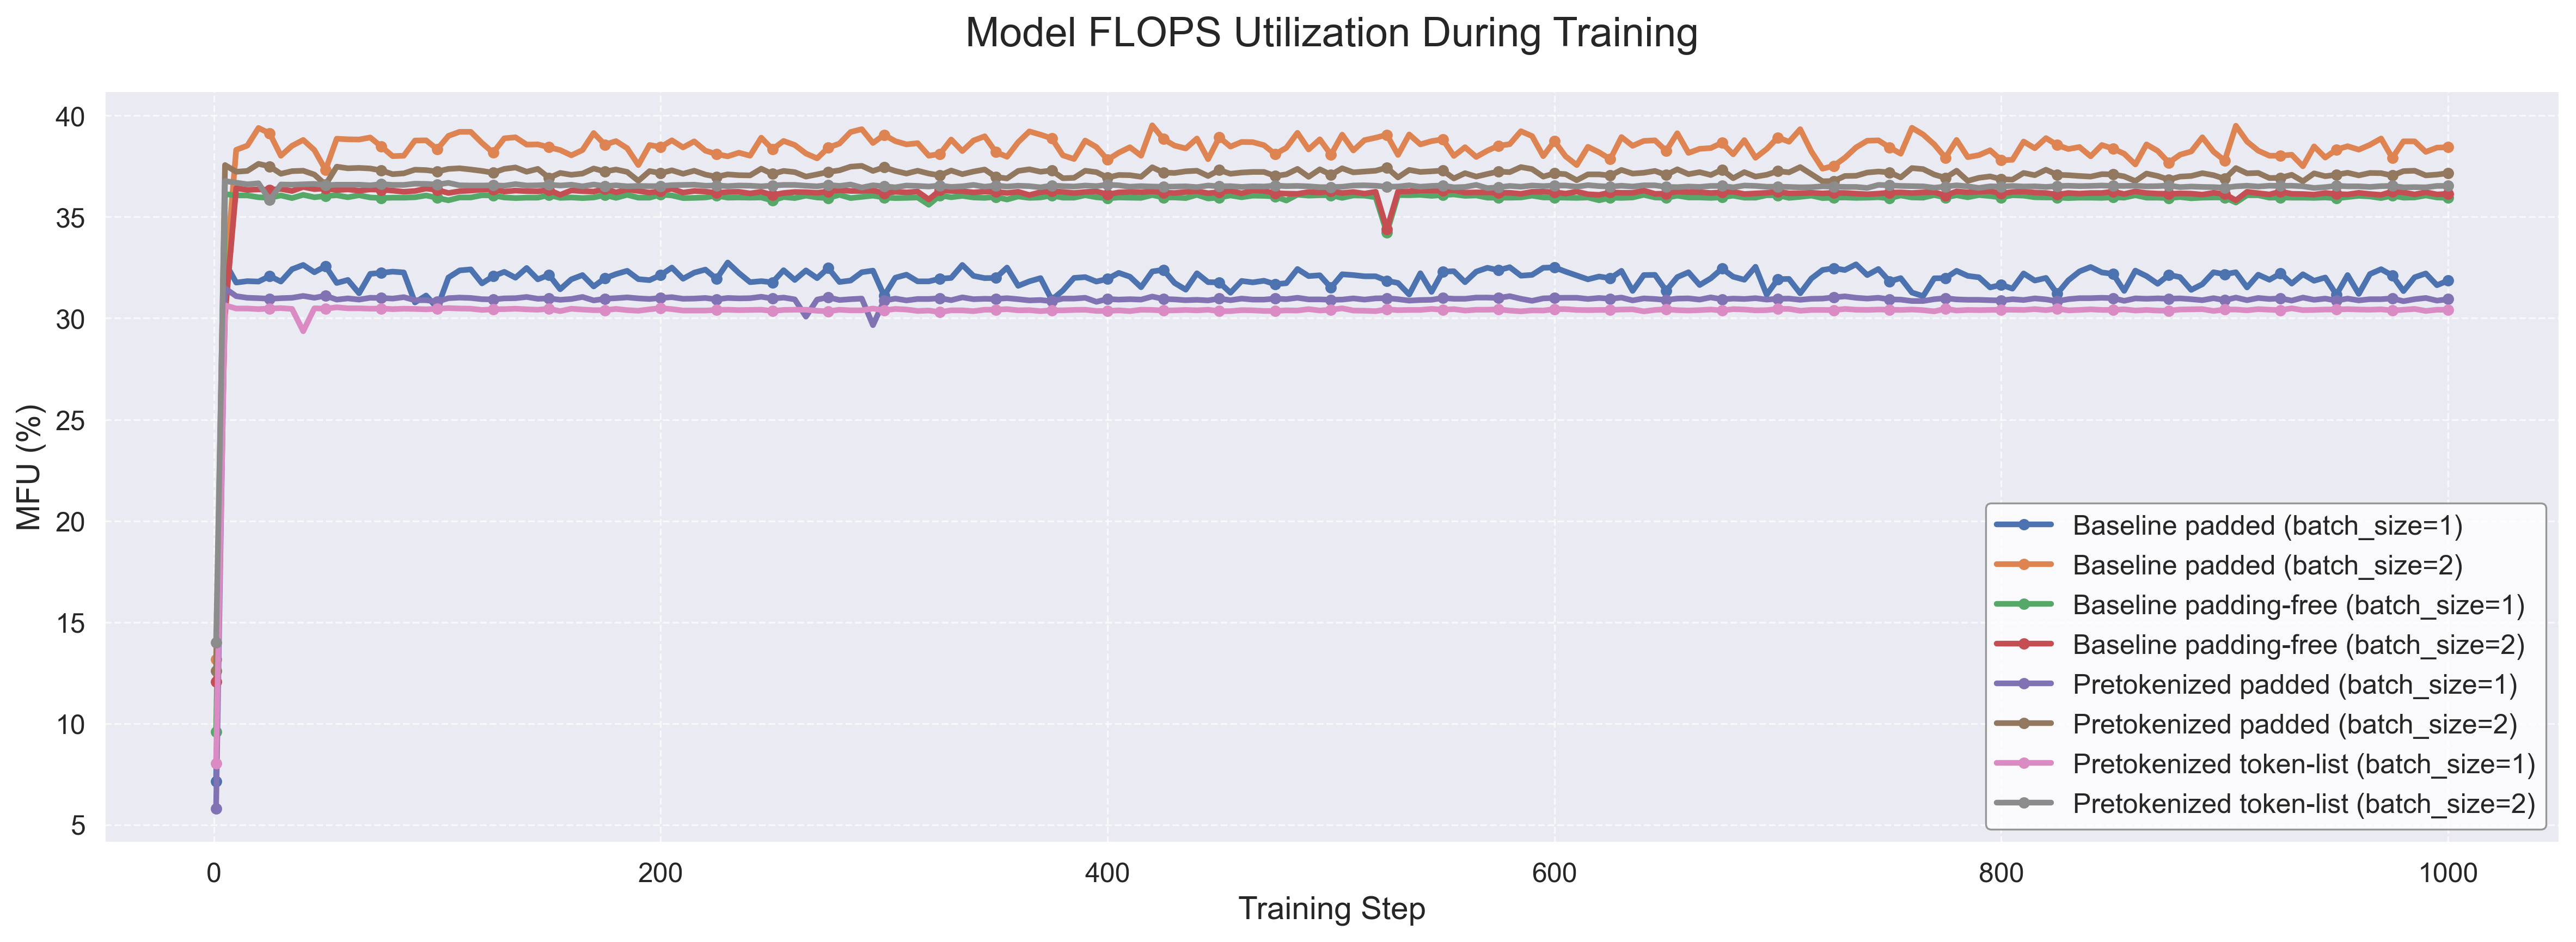 Model FLOPS Utilization During Training
MFU (%)
40
35
30
25
20
15
10
5
0
200
400
600
800
1000
Training Step
Baseline padded (batch_size=1)
Baseline padded (batch_size=2)
Baseline padding-free (batch_size=1)
Baseline padding-free (batch_size=2)
Pretokenized padded (batch_size=1)
Pretokenized padded (batch_size=2)
Pretokenized token-list (batch_size=1)
Pretokenized token-list (batch_size=2)